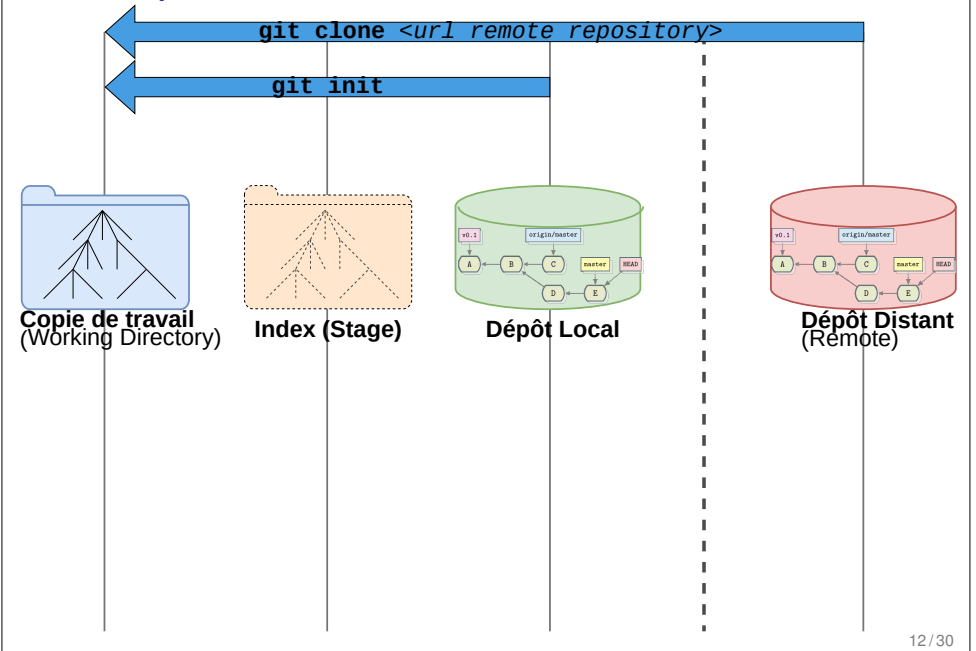 git clone <url remote repository>
git init
v0.1
origin/master
A
B
C
master
HEAD
D
E
v0.1
origin/master
A
B
C
master
HEAD
D
E
Copie de travail
(Working Directory)
Index (Stage)
Dépôt Local
Dépôt Distant
(Remote)
12/30